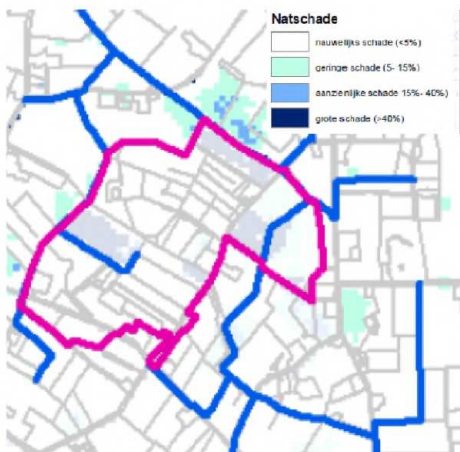 Natschade
nauwelijks schade (<5%)
geringe schade (5- 15%)
aanzienlijke schade 15%- 40%)
grote schade (>40%)